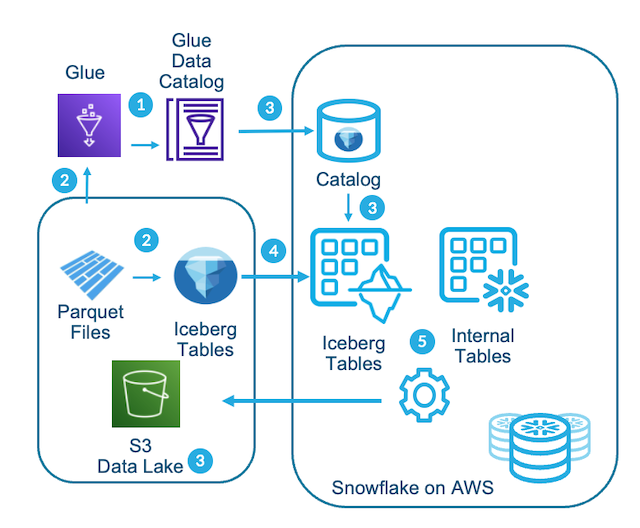 Glue
Glue
Data
Catalog
1
3
2
Catalog
3
2
4
Parquet
Files
Iceberg
Tables
Iceberg
Tables
5
Internal
Tables
S3
Data Lake
3
Snowflake on AWS